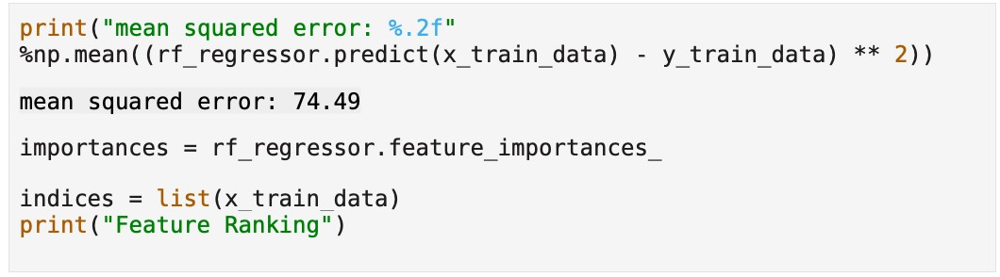 print("mean squared error: %.2f"
%np.mean((rf_regressor.predict(x_train_data) - y_train_data) ** 2))
mean squared error: 74.49
importances = rf_regressor.feature_importances_
indices = list(x_train_data)
print("Feature Ranking")